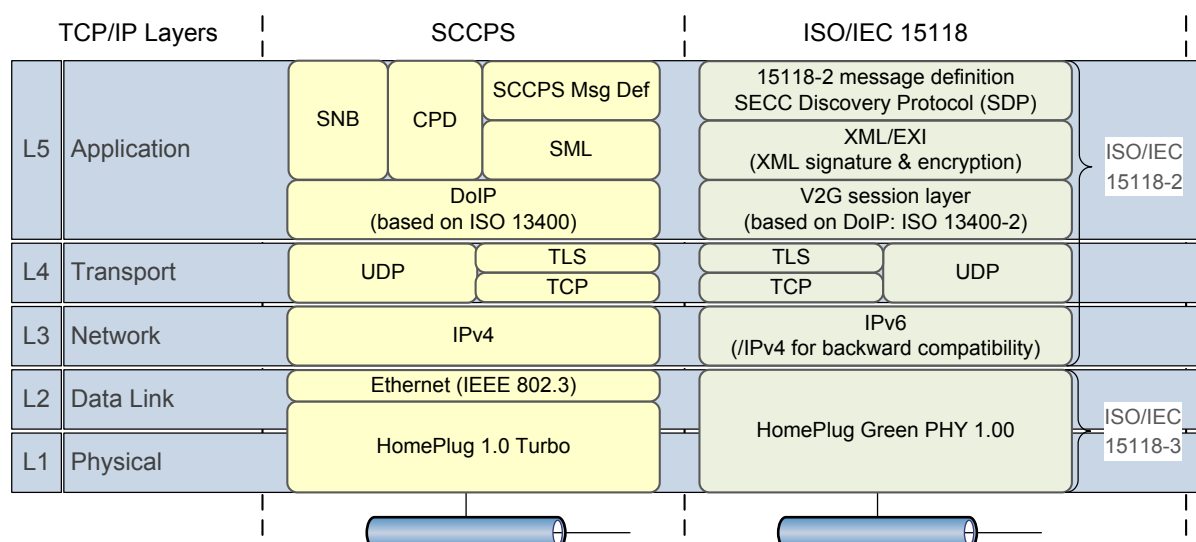 TCP/IP Layers
SCCPS
ISO/IEC 15118
L5
Application
SNB
CPD
SCCPS Msg Def
SML
DoIP
(based on ISO 13400)
15118-2 message definition
SECC Discovery Protocol (SDP)
XML/EXI
(XML signature & encryption)
V2G session layer
(based on DoIP: ISO 13400-2)
ISO/IEC
15118-2
L4
Transport
UDP
TLS
TCP
TLS
TCP
UDP
L3
Network
IPv4
IPv6
(/IPv4 for backward compatibility)
L2
Data Link
Ethernet (IEEE 802.3)
HomePlug 1.0 Turbo
HomePlug Green PHY 1.00
ISO/IEC
15118-3
L1
Physical